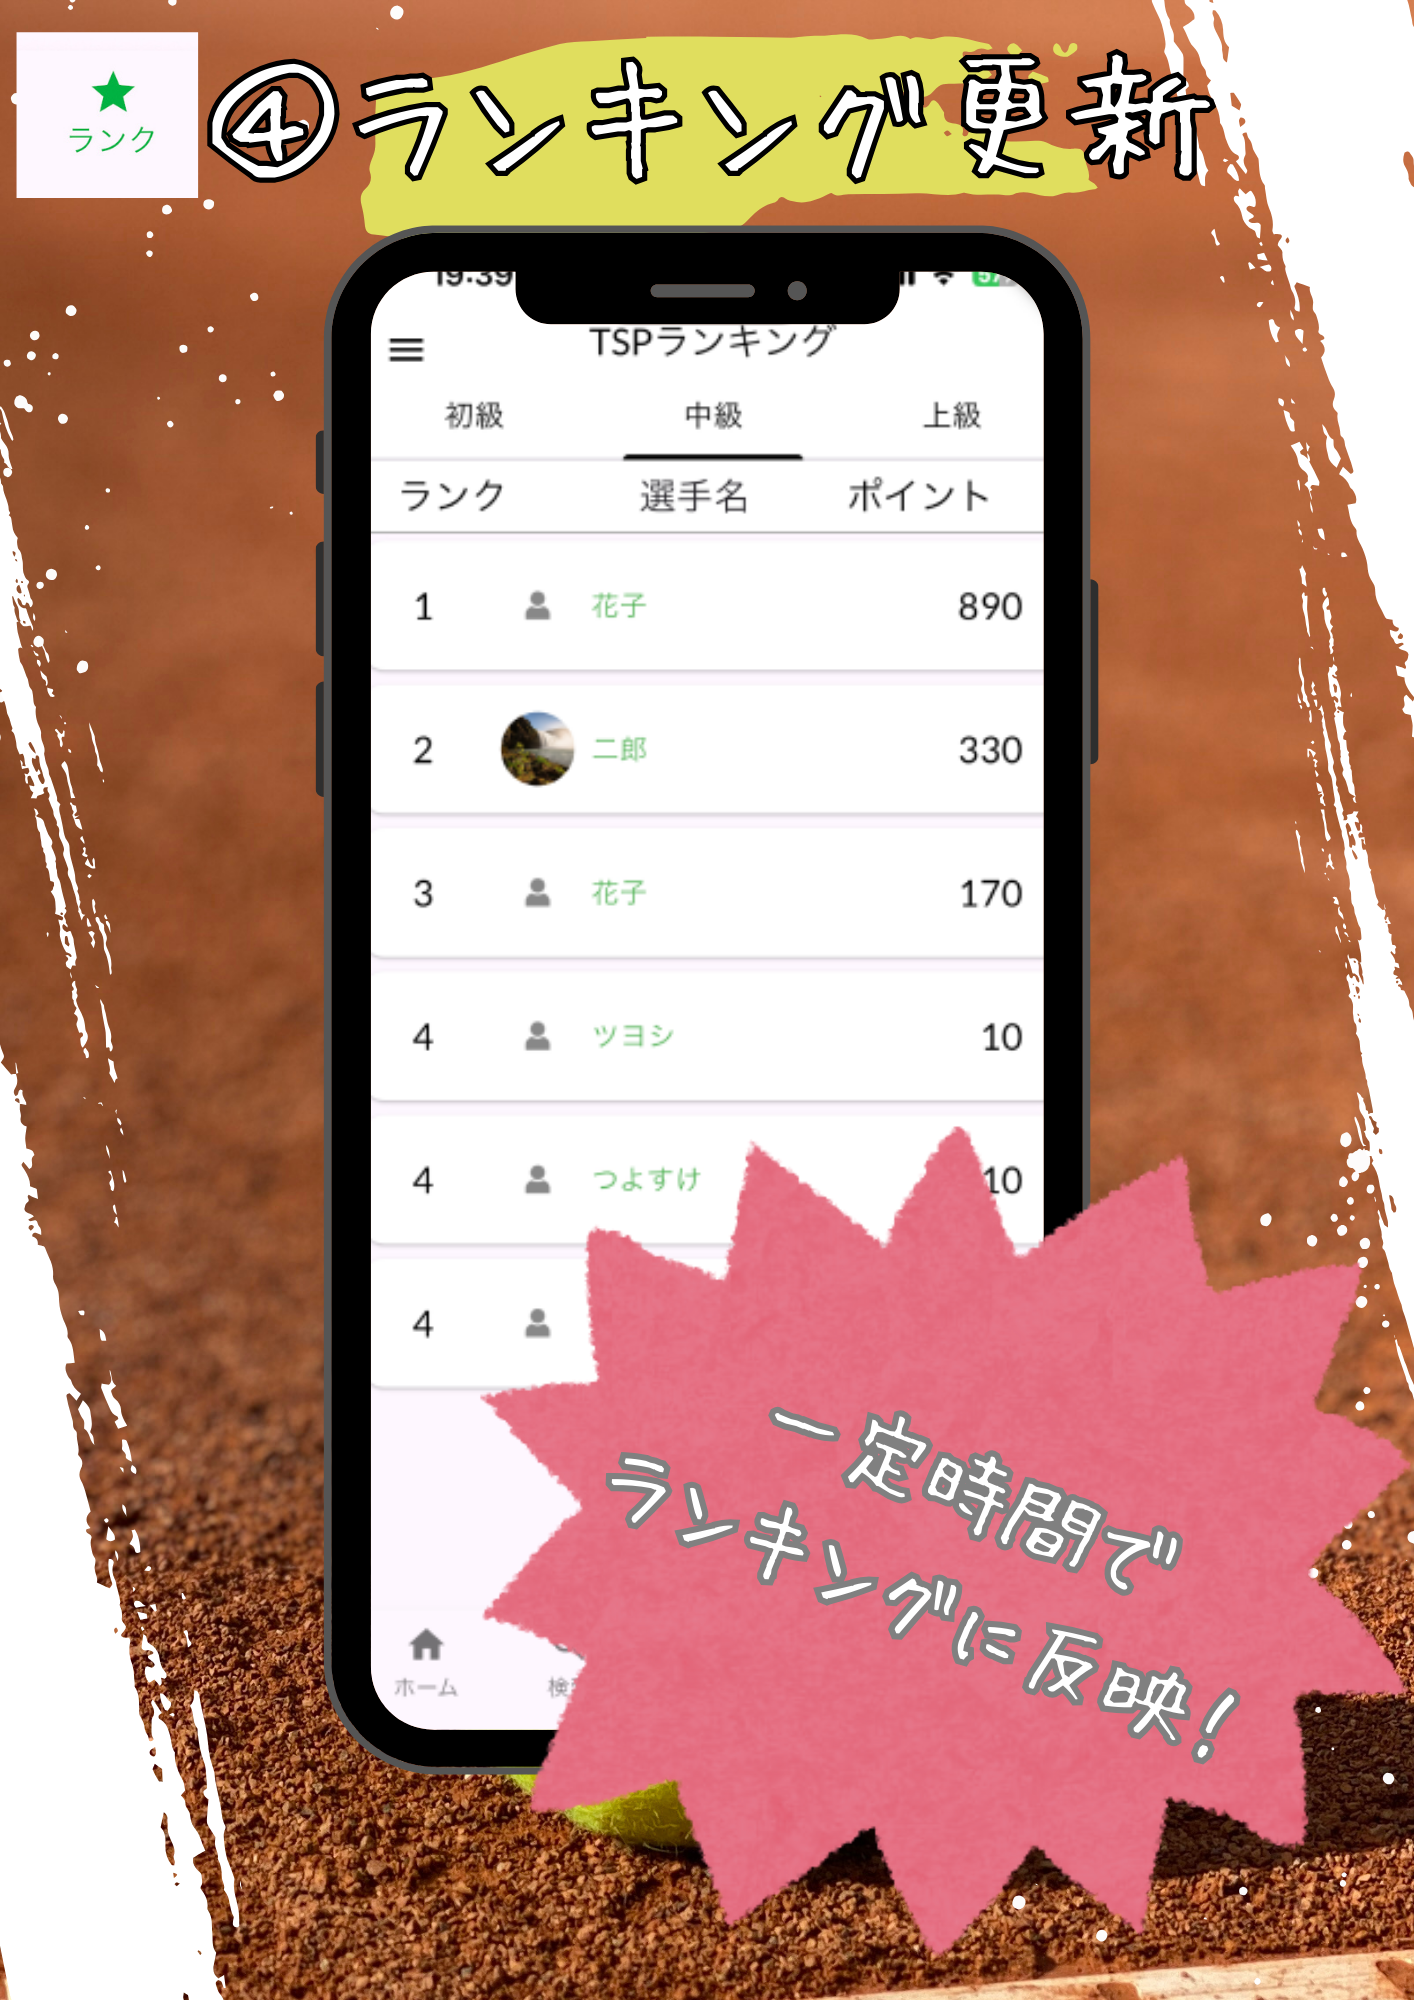 ランク
④ランキング更新
19:39
TSPランキング
初級 中級 上級
ランク 選手名 ポイント
1 花子 890
2 二郎 330
3 花子 170
4 ツヨシ 10
4 つよすけ 10
4
一定時間で
ランキングに反映!
ホーム